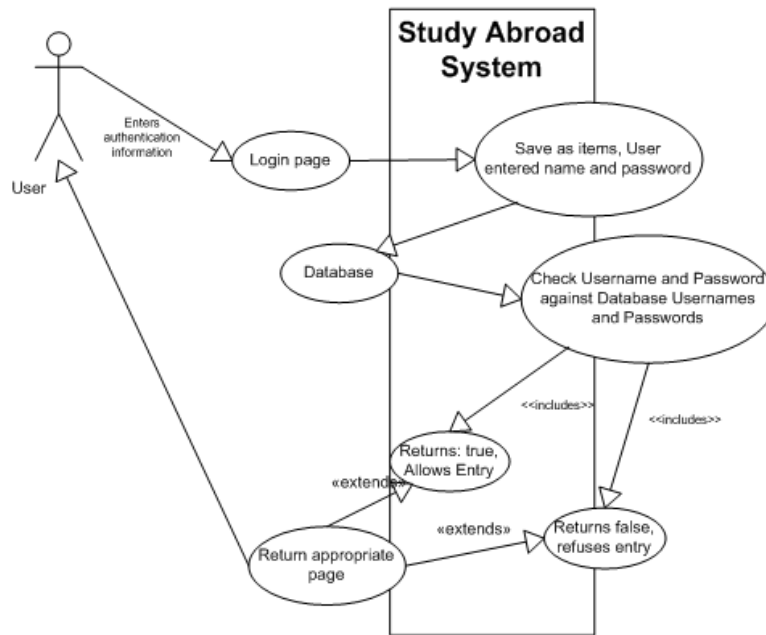 Study Abroad
System
Enters
authentication
information
User
Login page
Save as items, User
entered name and password
Database
Check Username and Password
against Database Usernames
and Passwords
<<includes>>
<<includes>>
Returns: true,
Allows Entry
«extends»
«extends»
Returns false,
refuses entry
Return appropriate
page